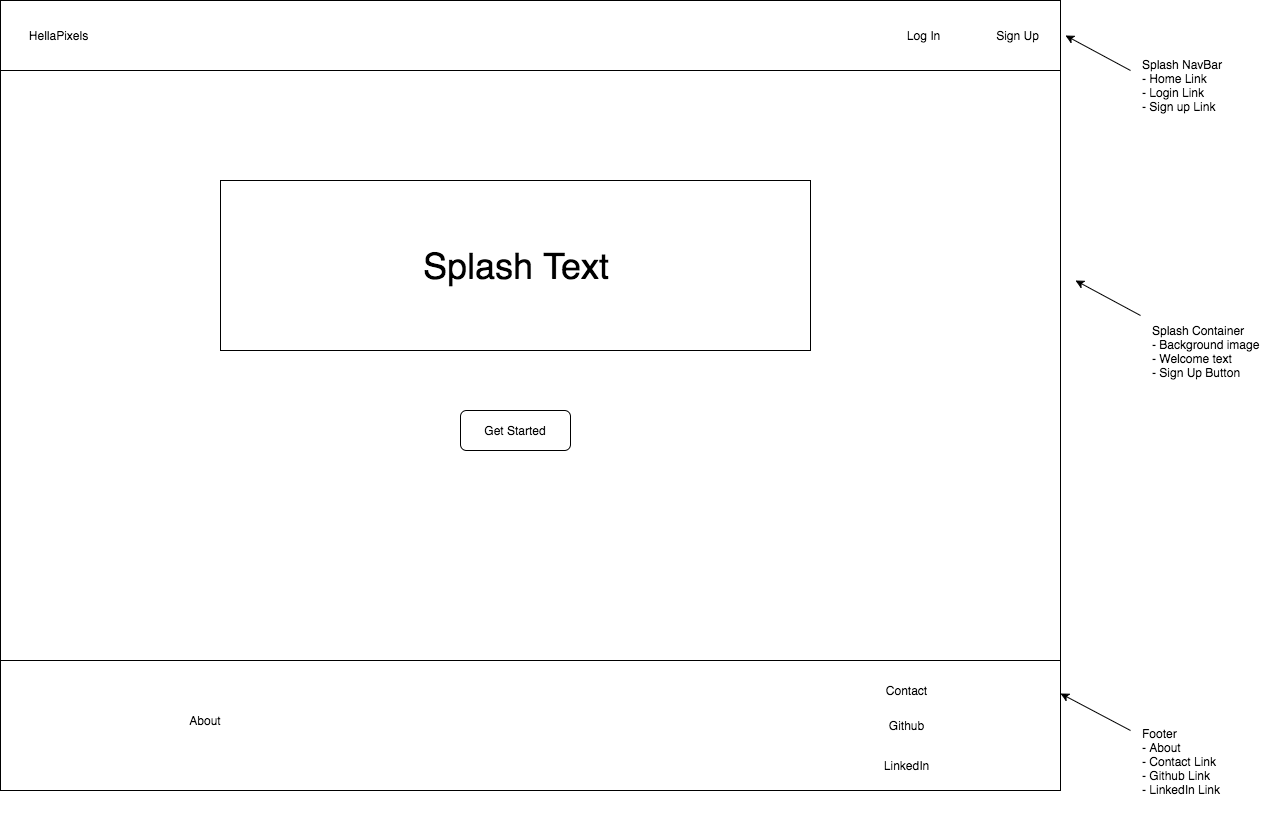 HellaPixels
Log In
Sign Up
Splash NavBar
- Home Link
- Login Link
- Sign up Link
Splash Text
Splash Container
- Background image
- Welcome text
- Sign Up Button
Get Started
About
Contact
Github
LinkedIn
Footer
- About
- Contact Link
- Github Link
- LinkedIn Link